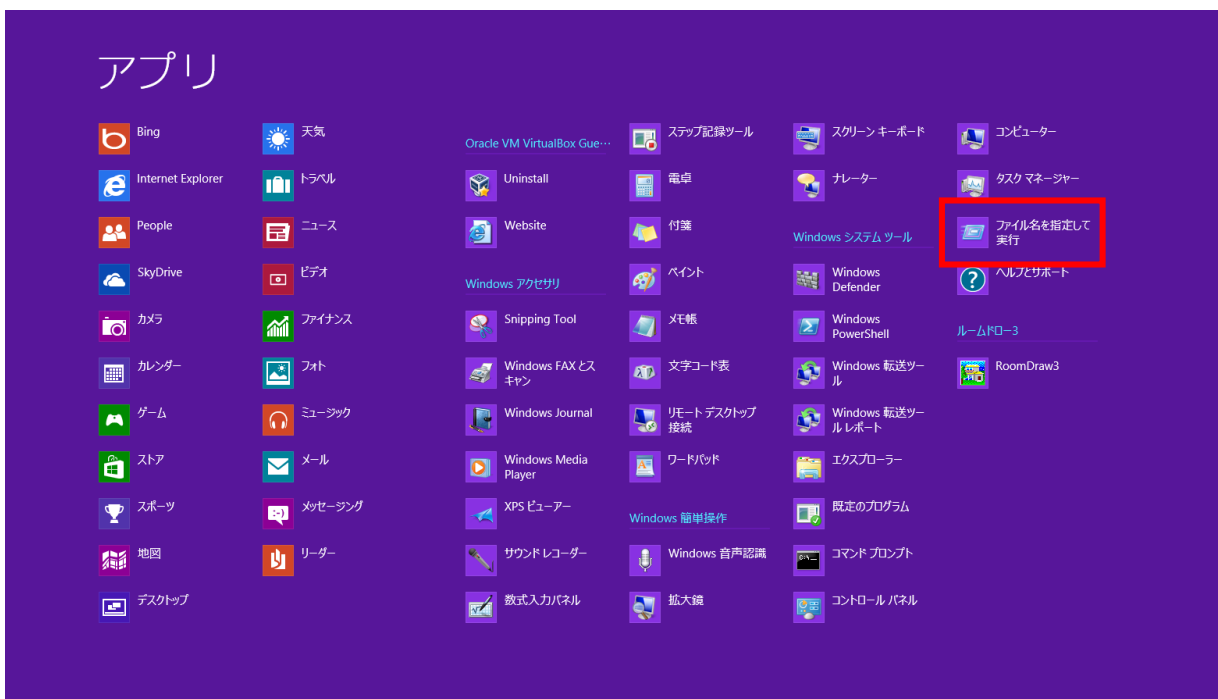 アプリ
Bing
Internet Explorer
People
SkyDrive
カメラ
カレンダー
ゲーム
ストア
スポーツ
地図
デスクトップ
天気
トラベル
ニュース
ビデオ
ファイナンス
フォト
ミュージック
メール
メッセージング
リーダー
Oracle VM VirtualBox Gue…
Uninstall
Website
Windows アクセサリ
Snipping Tool
Windows FAX とス
キャン
Windows Journal
Windows Media
Player
XPS ビューアー
サウンド レコーダー
数式入力パネル
ステップ記録ツール
電卓
付箋
ペイント
メモ帳
文字コード表
リモート デスクトップ
接続
ワードパッド
Windows 簡単操作
Windows 音声認識
拡大鏡
スクリーン キーボード
ナレーター
Windows システム ツール
Windows
Defender
Windows
PowerShell
Windows 転送ツー
ル
Windows 転送ツー
ル レポート
エクスプローラー
既定のプログラム
コマンド プロンプト
コントロール パネル
コンピューター
タスク マネージャー
ファイル名を指定して
実行
ヘルプとサポート
ルームドロー3
RoomDraw3